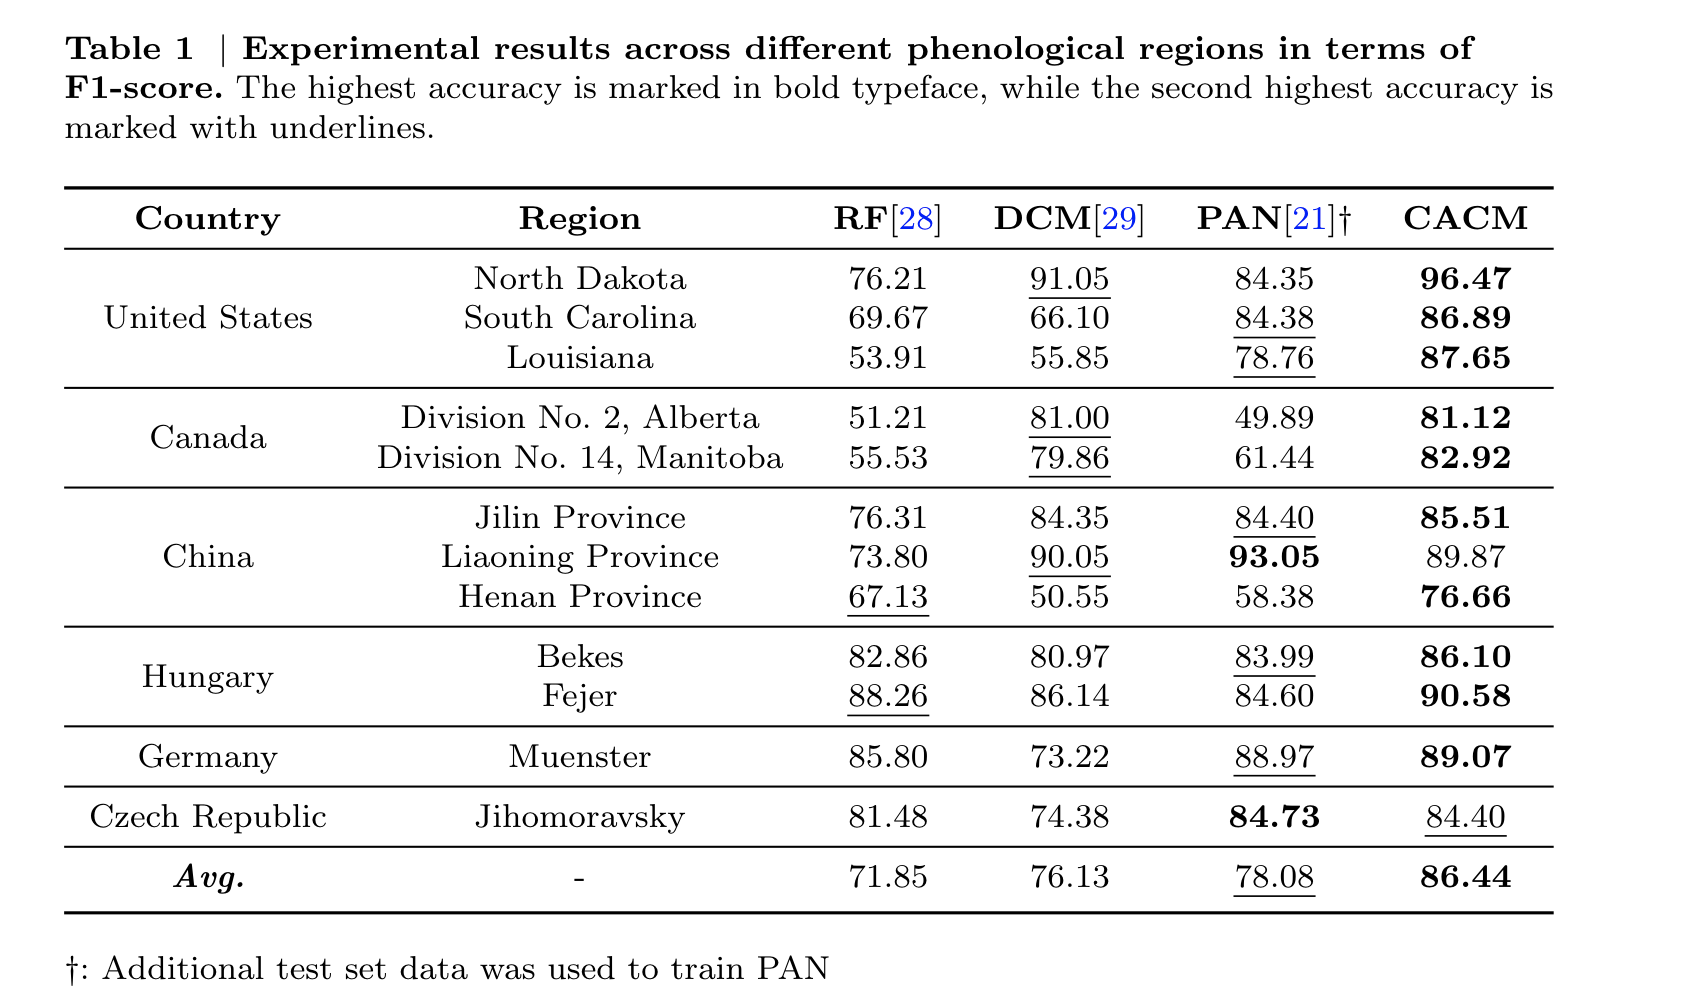 Table 1 | Experimental results across different phenological regions in terms of
F1-score. The highest accuracy is marked in bold typeface, while the second highest accuracy is
marked with underlines.
Country Region RF[28] DCM[29] PAN[21]† CACM
United States
North Dakota 76.21 91.05 84.35 96.47
South Carolina 69.67 66.10 84.38 86.89
Louisiana 53.91 55.85 78.76 87.65
Canada
Division No. 2, Alberta 51.21 81.00 49.89 81.12
Division No. 14, Manitoba 55.53 79.86 61.44 82.92
China
Jilin Province 76.31 84.35 84.40 85.51
Liaoning Province 73.80 90.05 93.05 89.87
Henan Province 67.13 50.55 58.38 76.66
Hungary
Bekes 82.86 80.97 83.99 86.10
Fejer 88.26 86.14 84.60 90.58
Germany Muenster 85.80 73.22 88.97 89.07
Czech Republic Jihomoravsky 81.48 74.38 84.73 84.40
Avg. - 71.85 76.13 78.08 86.44
†: Additional test set data was used to train PAN